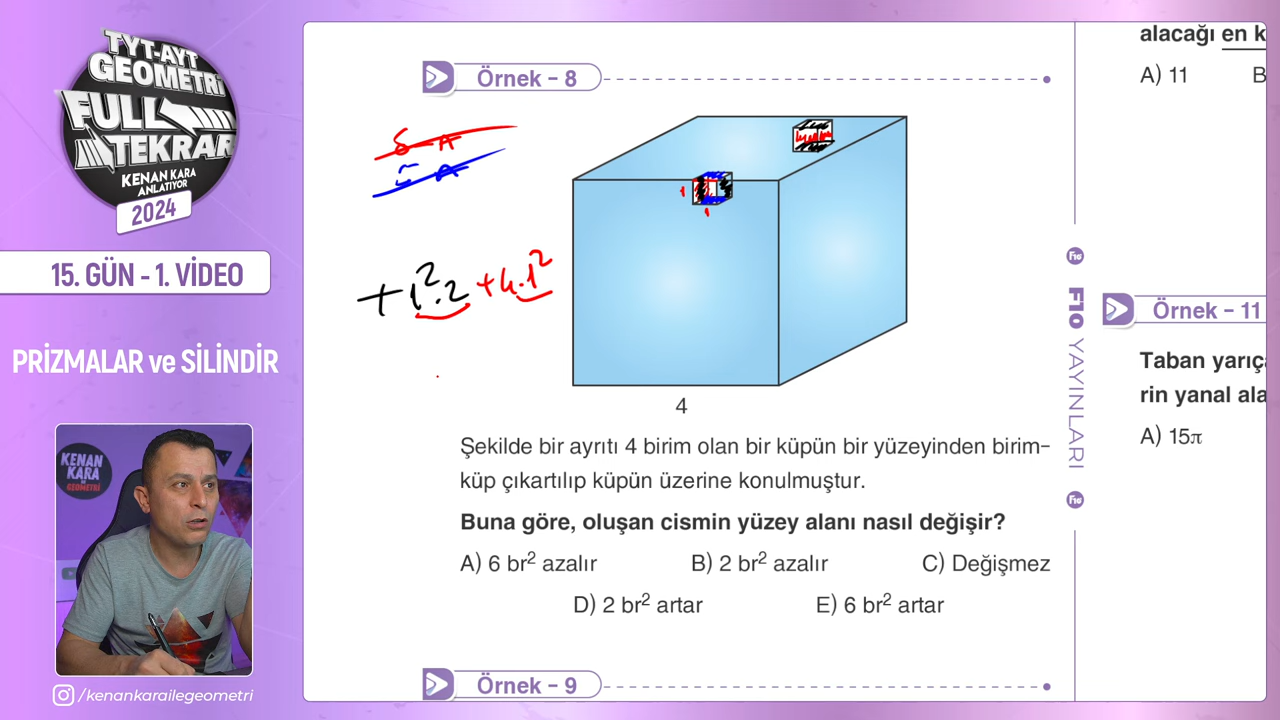 TYT-AYT
GEOMETRİ
FULL
TEKRAR
KENAN KARA
ANLATIYOR
2024
15. GÜN - 1. VİDEO
PRİZMALAR ve SİLİNDİR
KENAN
KARA
GEOMETRİ
/kenankarailegeometri
Örnek – 8
+1².2 +4.1²
1
1
4
Şekilde bir ayrıtı 4 birim olan bir küpün bir yüzeyinden birim-
küp çıkartılıp küpün üzerine konulmuştur.
Buna göre, oluşan cismin yüzey alanı nasıl değişir?
A) 6 br² azalır B) 2 br² azalır C) Değişmez
D) 2 br² artar E) 6 br² artar
Örnek – 9
F10 YAYINLARI
alacağı en k
A) 11 B
Örnek – 11
Taban yarıça
rin yanal ala
A) 15π